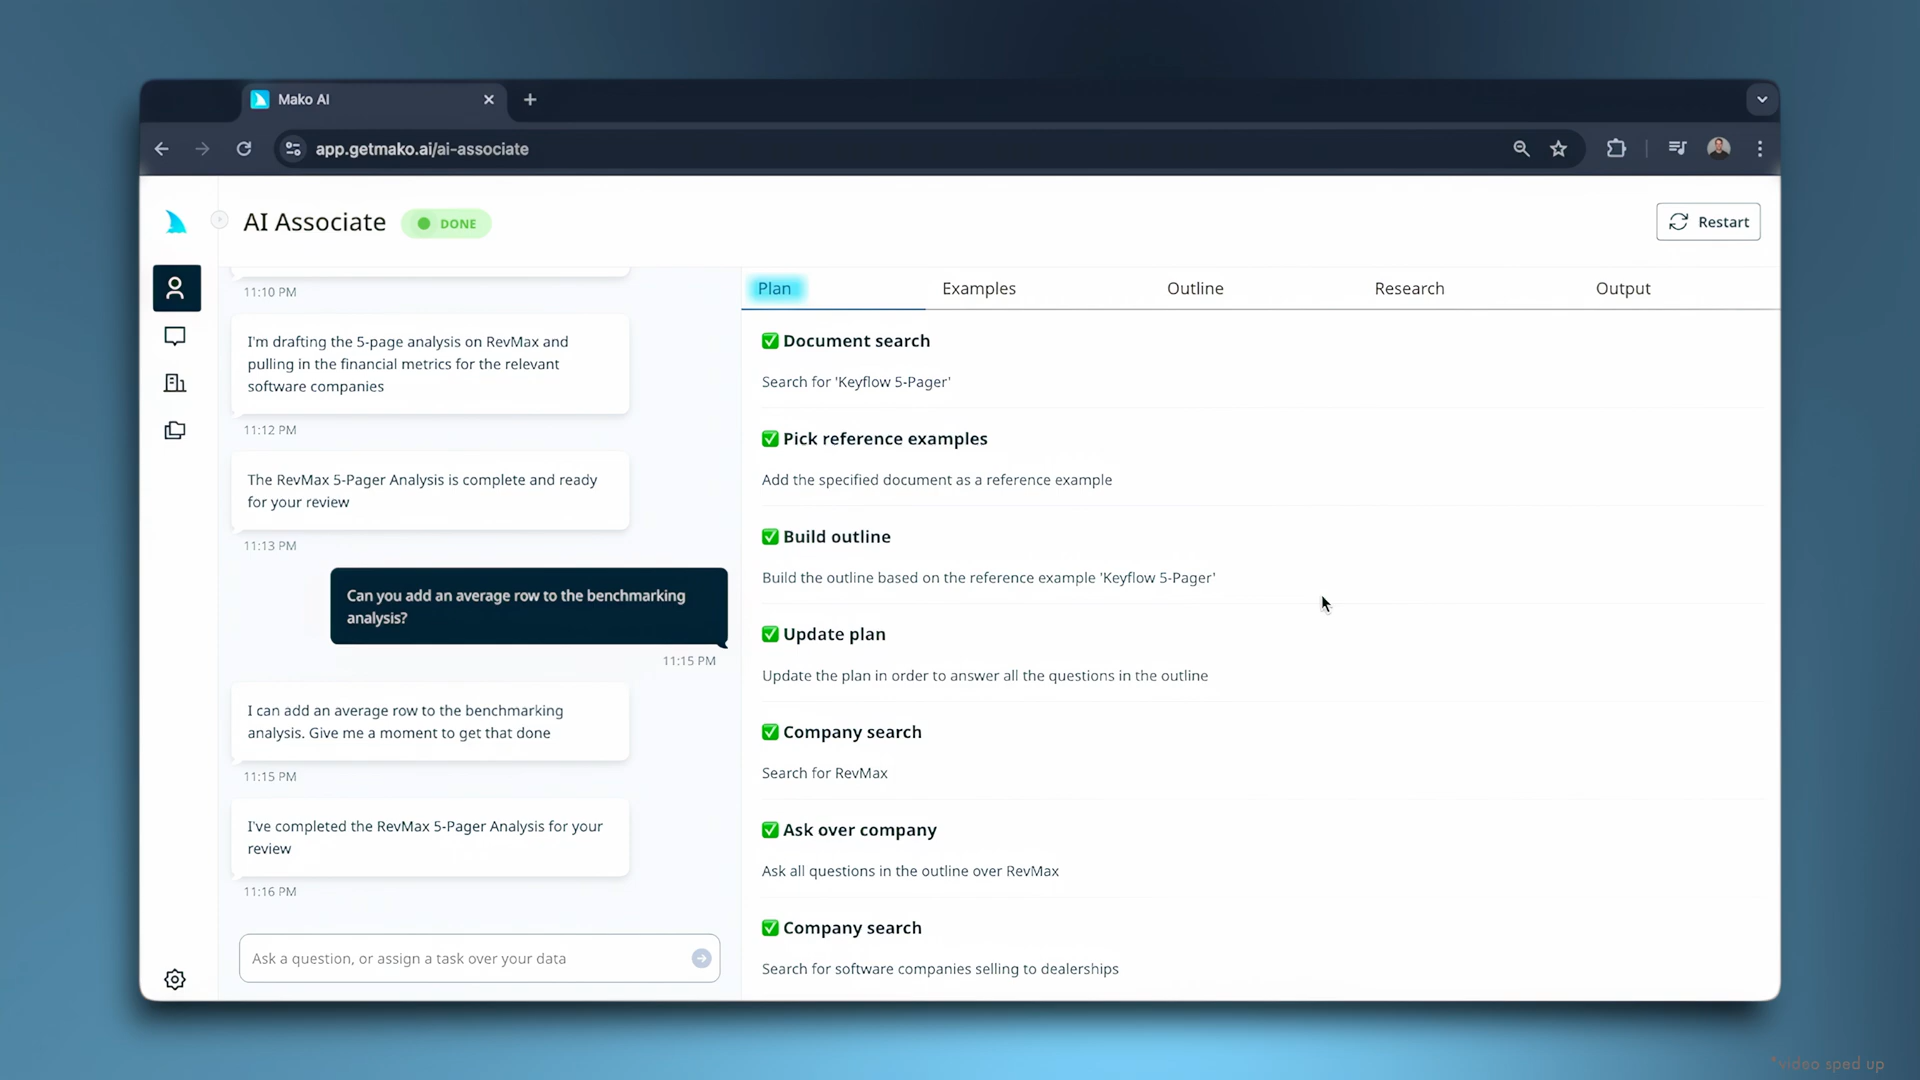 Mako AI
app.getmako.ai/ai-associate
AI Associate
DONE
Restart
11:10 PM
I'm drafting the 5-page analysis on RevMax and
pulling in the financial metrics for the relevant
software companies
11:12 PM
The RevMax 5-Pager Analysis is complete and ready
for your review
11:13 PM
Can you add an average row to the benchmarking
analysis?
11:15 PM
I can add an average row to the benchmarking
analysis. Give me a moment to get that done
11:15 PM
I've completed the RevMax 5-Pager Analysis for your
review
11:16 PM
Ask a question, or assign a task over your data
Plan
Examples
Outline
Research
Output
Document search
Search for 'Keyflow 5-Pager'
Pick reference examples
Add the specified document as a reference example
Build outline
Build the outline based on the reference example 'Keyflow 5-Pager'
Update plan
Update the plan in order to answer all the questions in the outline
Company search
Search for RevMax
Ask over company
Ask all questions in the outline over RevMax
Company search
Search for software companies selling to dealerships
*video sped up